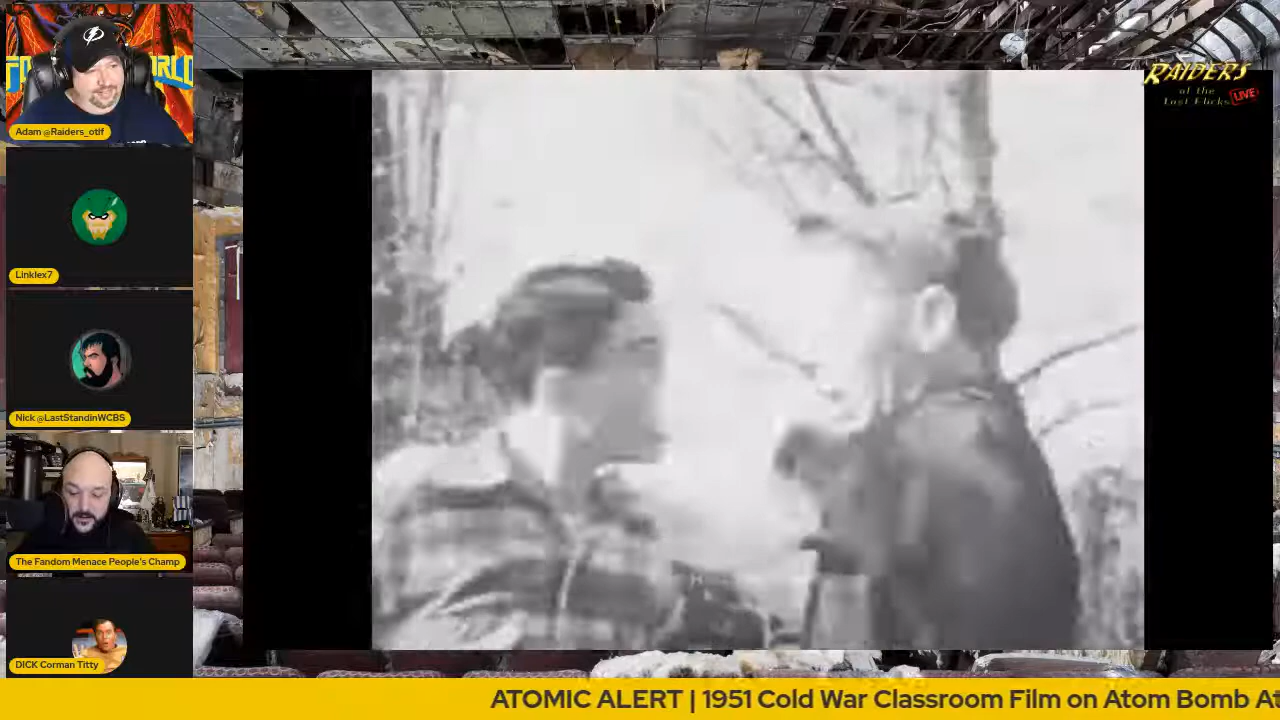 Adam @Raiders_otlf
Linklex7
Nick @LastStandinWCBS
The Fandom Menace People's Champ
DICK Corman Titty
RAIDERS
of the
Last Flicks
LIVE
ATOMIC ALERT | 1951 Cold War Classroom Film on Atom Bomb At